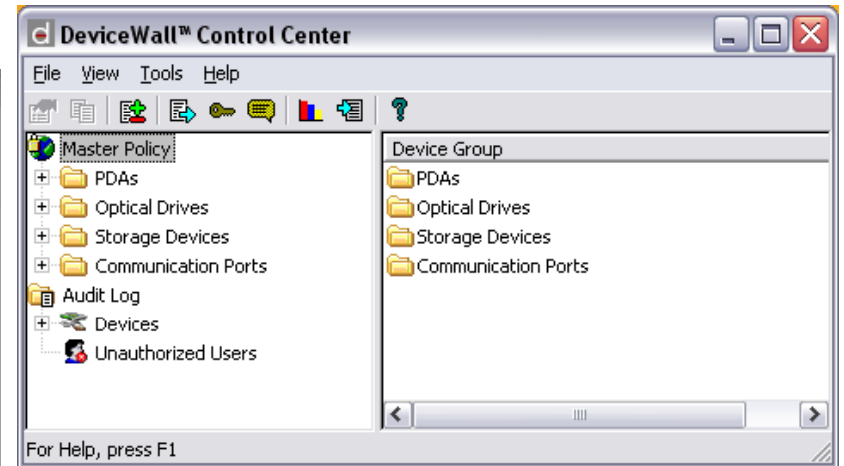 DeviceWall™ Control Center
File View Tools Help
Master Policy
PDAs
Optical Drives
Storage Devices
Communication Ports
Audit Log
Devices
Unauthorized Users
Device Group
PDAs
Optical Drives
Storage Devices
Communication Ports
For Help, press F1